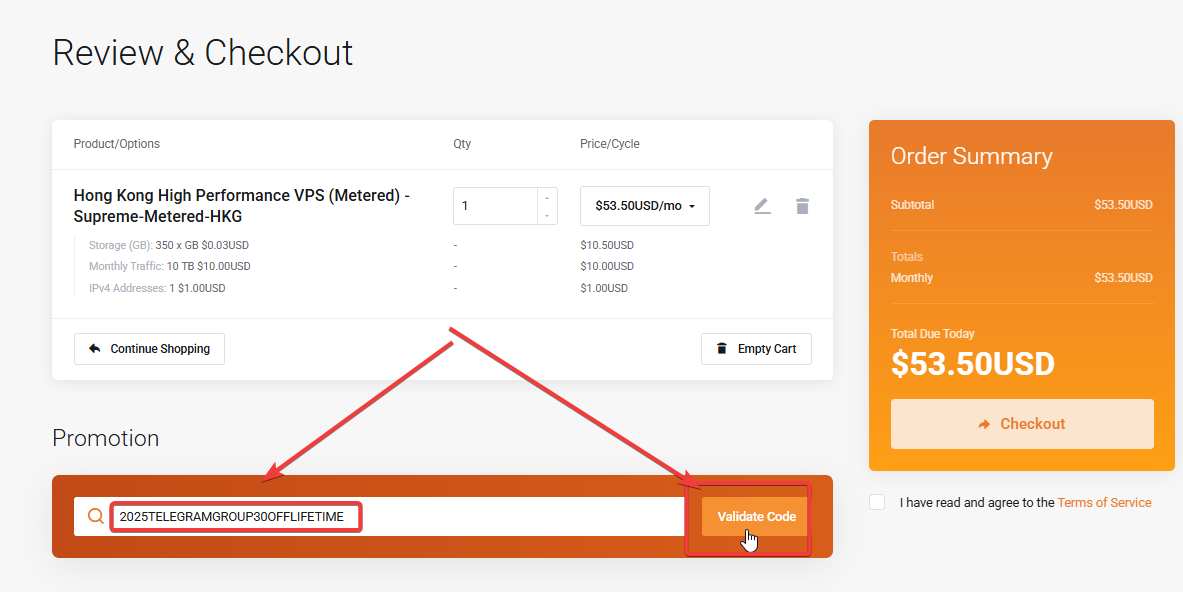 Review & Checkout
Product/Options Qty Price/Cycle
Hong Kong High Performance VPS (Metered) -
Supreme-Metered-HKG
1
$53.50USD/mo
Storage (GB): 350 x GB $0.03USD - $10.50USD
Monthly Traffic: 10 TB $10.00USD - $10.00USD
IPv4 Addresses: 1 $1.00USD - $1.00USD
Continue Shopping
Empty Cart
Promotion
2025TELEGRAMGROUP30OFFLIFETIME
Validate Code
Order Summary
Subtotal $53.50USD
Totals
Monthly $53.50USD
Total Due Today
$53.50USD
Checkout
I have read and agree to the Terms of Service